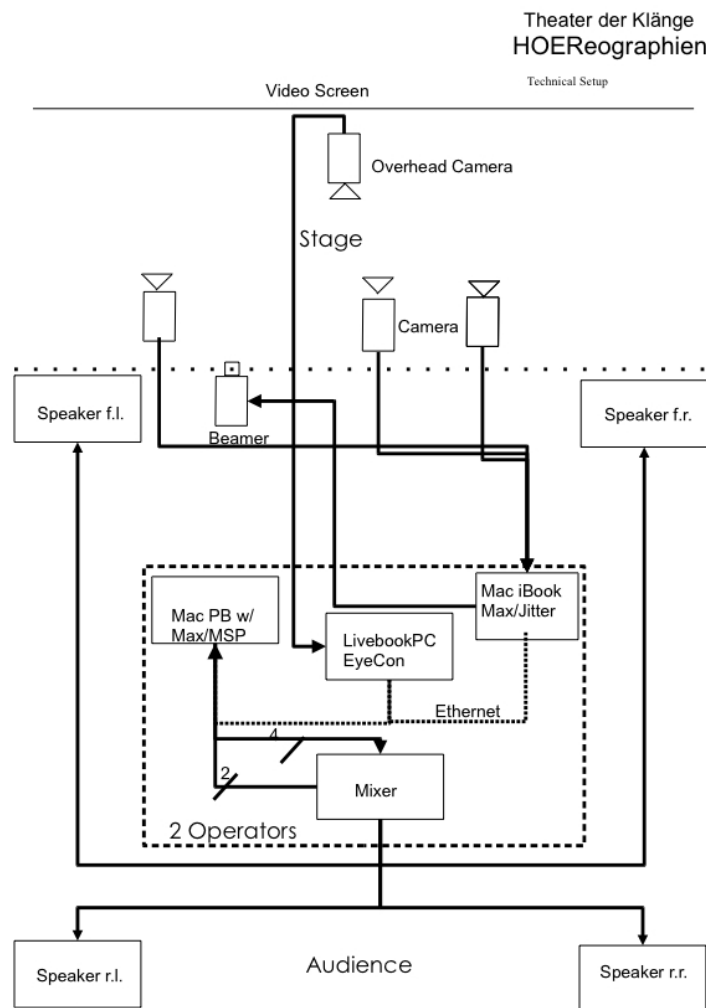 Theater der Klänge
HOEReographien
Technical Setup
Video Screen
Overhead Camera
Stage
Camera
Speaker f.l.
Speaker f.r.
Beamer
Mac PB w/
Max/MSP
LivebookPC
EyeCon
Mac iBook
Max/Jitter
Ethernet
4
2
Mixer
2 Operators
Speaker r.l.
Audience
Speaker r.r.